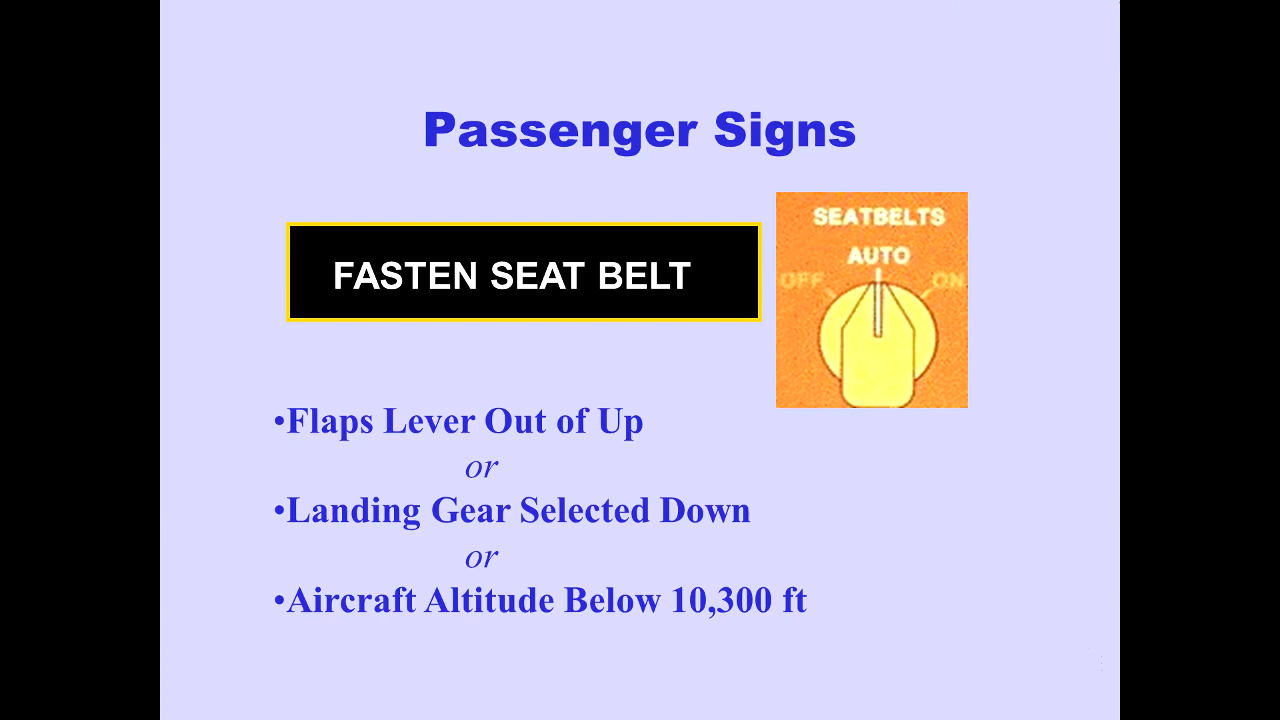 Passenger Signs
FASTEN SEAT BELT
SEATBELTS
AUTO
OFF ON
•Flaps Lever Out of Up
or
•Landing Gear Selected Down
or
•Aircraft Altitude Below 10,300 ft